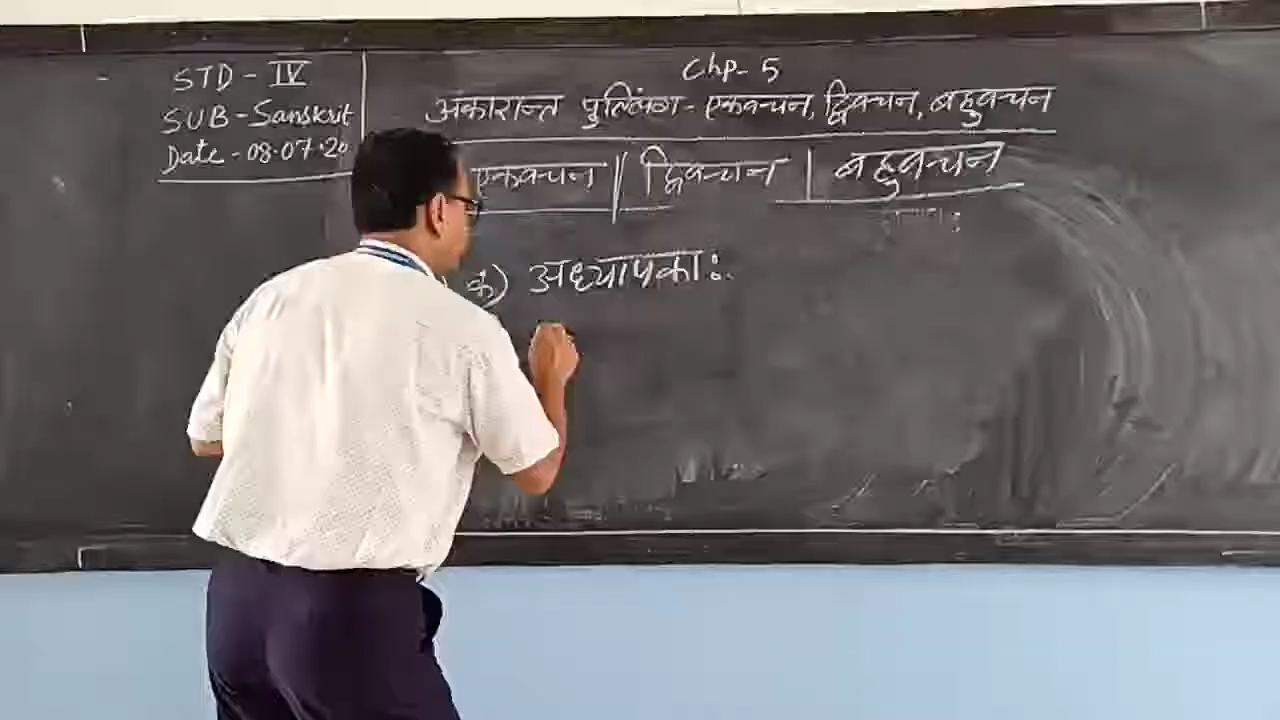 STD - IV
SUB - Sanskrit
Date - 08.07.20
Chp - 5
अकारान्त पुल्लिंग - एकवचन, द्विवचन, बहुवचन
एकवचन || द्विवचन | बहुवचन
क) अध्यापकाः